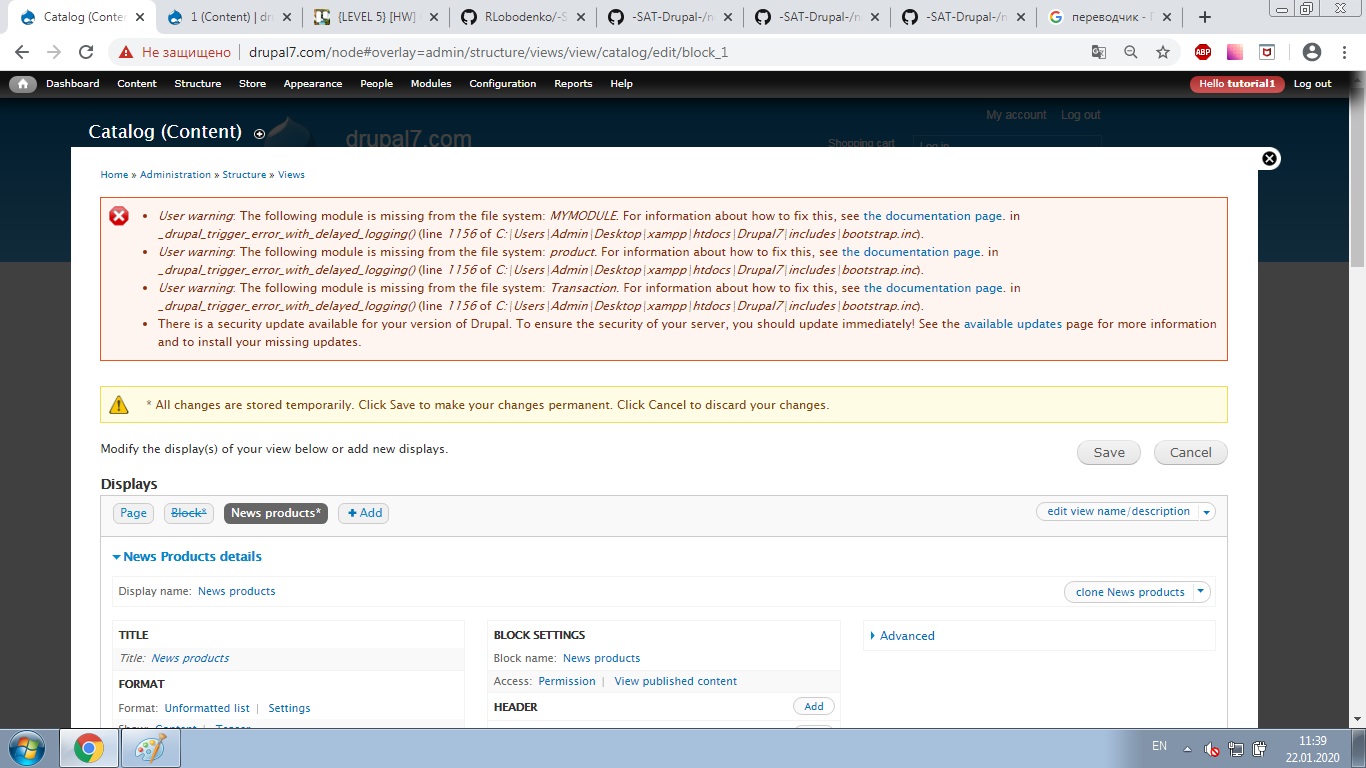 Catalog (Conten
1 (Content) | dr
{LEVEL 5} [HW]
RLobodenko/-S
-SAT-Drupal-/n
-SAT-Drupal-/n
-SAT-Drupal-/n
переводчик - 
Не защищено | drupal7.com/node#overlay=admin/structure/views/view/catalog/edit/block_1
ABP
Dashboard Content Structure Store Appearance People Modules Configuration Reports Help Hello tutorial1 Log out
My account Log out
Catalog (Content)
drupal7.com
Shopping cart
Log in
Home » Administration » Structure » Views
• User warning: The following module is missing from the file system: MYMODULE. For information about how to fix this, see the documentation page. in
_drupal_trigger_error_with_delayed_logging() (line 1156 of C:\Users\Admin\Desktop\xampp\htdocs\Drupal7\includes\bootstrap.inc).
• User warning: The following module is missing from the file system: product. For information about how to fix this, see the documentation page. in
_drupal_trigger_error_with_delayed_logging() (line 1156 of C:\Users\Admin\Desktop\xampp\htdocs\Drupal7\includes\bootstrap.inc).
• User warning: The following module is missing from the file system: Transaction. For information about how to fix this, see the documentation page. in
_drupal_trigger_error_with_delayed_logging() (line 1156 of C:\Users\Admin\Desktop\xampp\htdocs\Drupal7\includes\bootstrap.inc).
• There is a security update available for your version of Drupal. To ensure the security of your server, you should update immediately! See the available updates page for more information
and to install your missing updates.
* All changes are stored temporarily. Click Save to make your changes permanent. Click Cancel to discard your changes.
Modify the display(s) of your view below or add new displays.
Save Cancel
Displays
Page Block* News products* Add
edit view name/description
News Products details
Display name: News products
clone News products
TITLE
Title: News products
FORMAT
Format: Unformatted list | Settings
Show: Content | Teaser
BLOCK SETTINGS
Block name: News products
Access: Permission | View published content
HEADER Add
Advanced
EN
11:39
22.01.2020